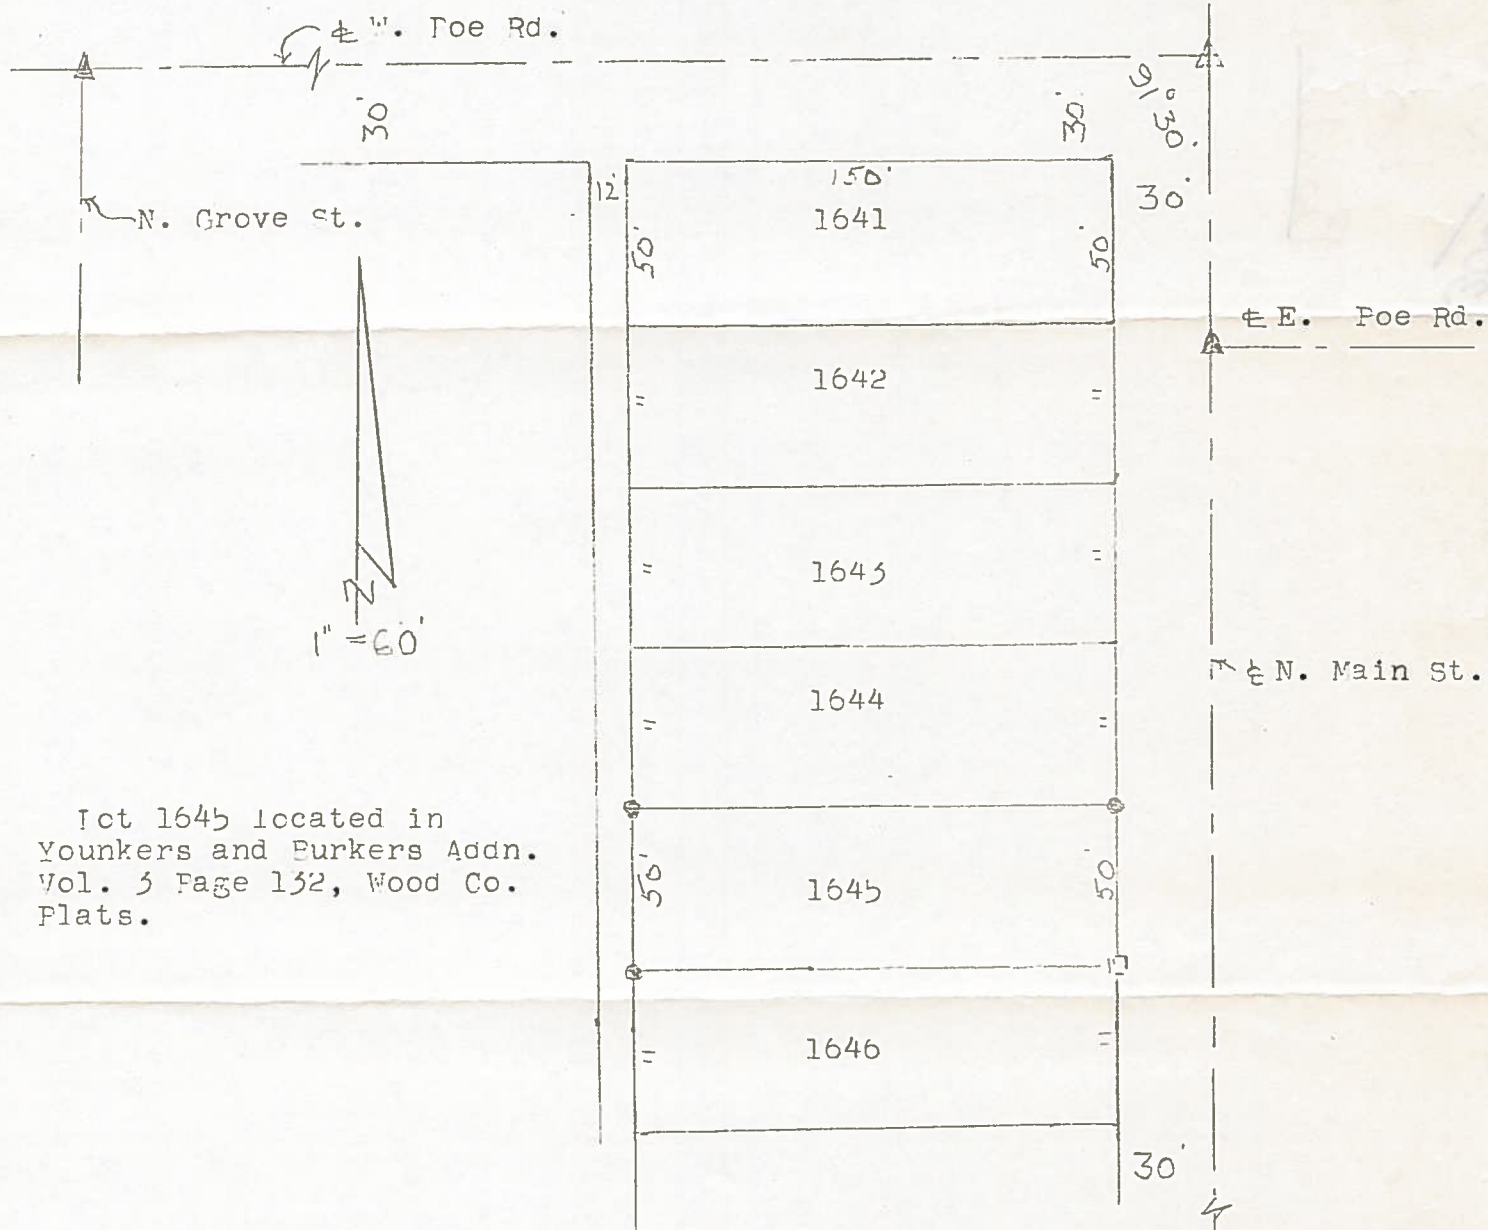 ℄ W. Poe Rd.
30'
30'
91° 30'
12'
150'
30'
N. Grove St.
1641
50'
50'
℄ E. Poe Rd.
1642
=
=
1643
=
=
N
1" = 60'
1644
=
=
℄ N. Main St.
Lot 1645 located in
Younkers and Burkers Addn.
Vol. 3 Page 132, Wood Co.
Plats.
50'
50'
1645
1646
=
=
30'